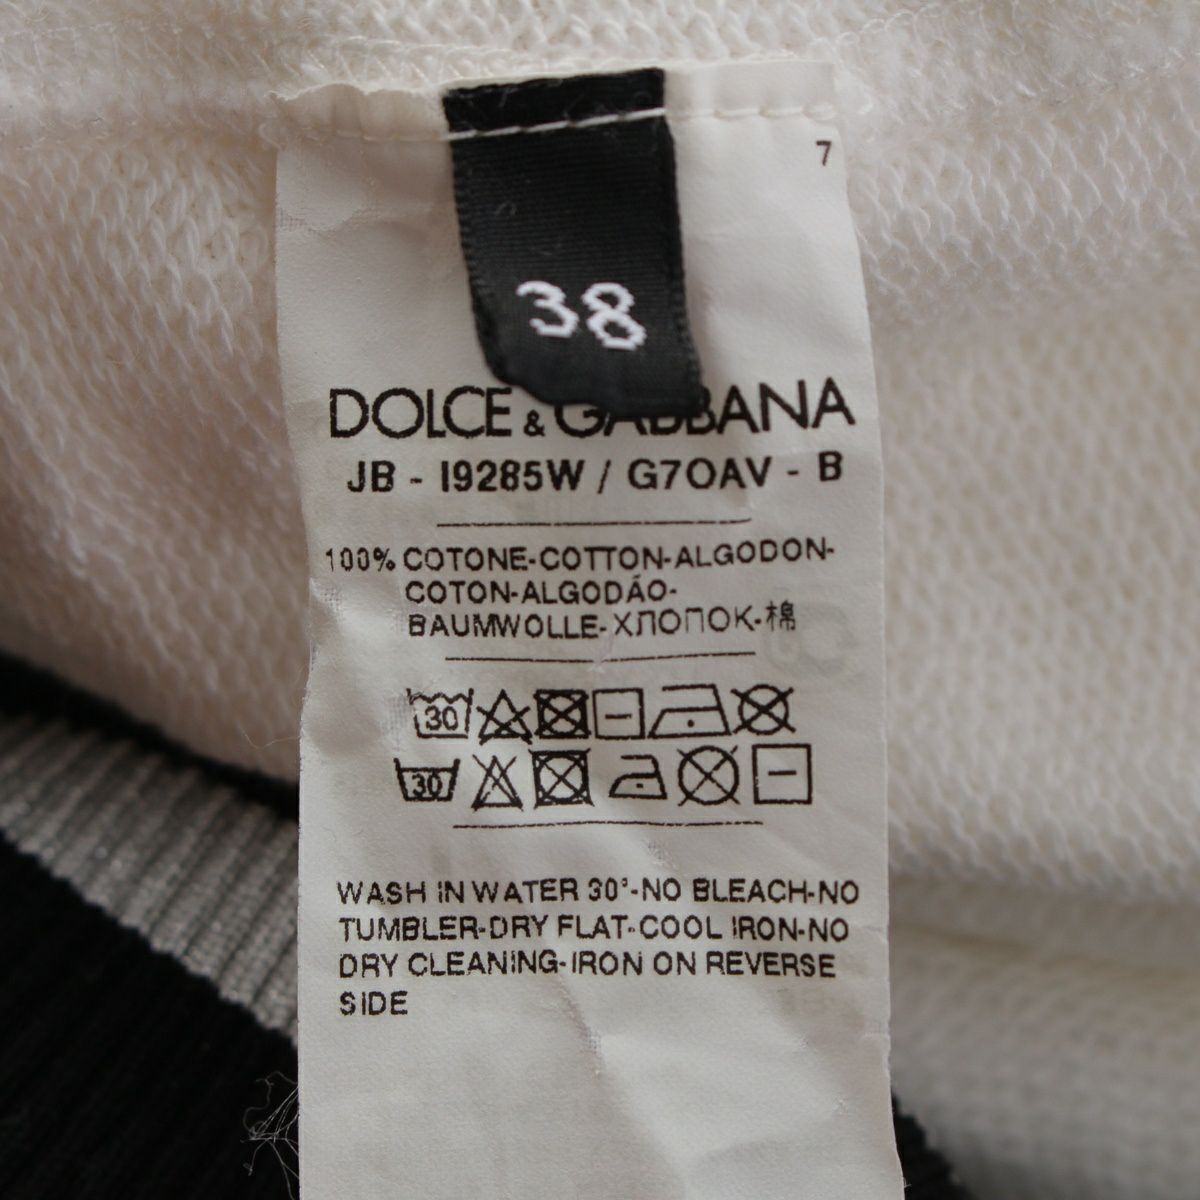 7
38
DOLCE & GABBANA
JB - I9285W / G7OAV - B
100% COTONE-COTTON-ALGODON-
COTON-ALGODÃO-
BAUMWOLLE-ХЛОПОК-棉
30
30
WASH IN WATER 30°-NO BLEACH-NO
TUMBLER-DRY FLAT-COOL IRON-NO
DRY CLEANING-IRON ON REVERSE
SIDE